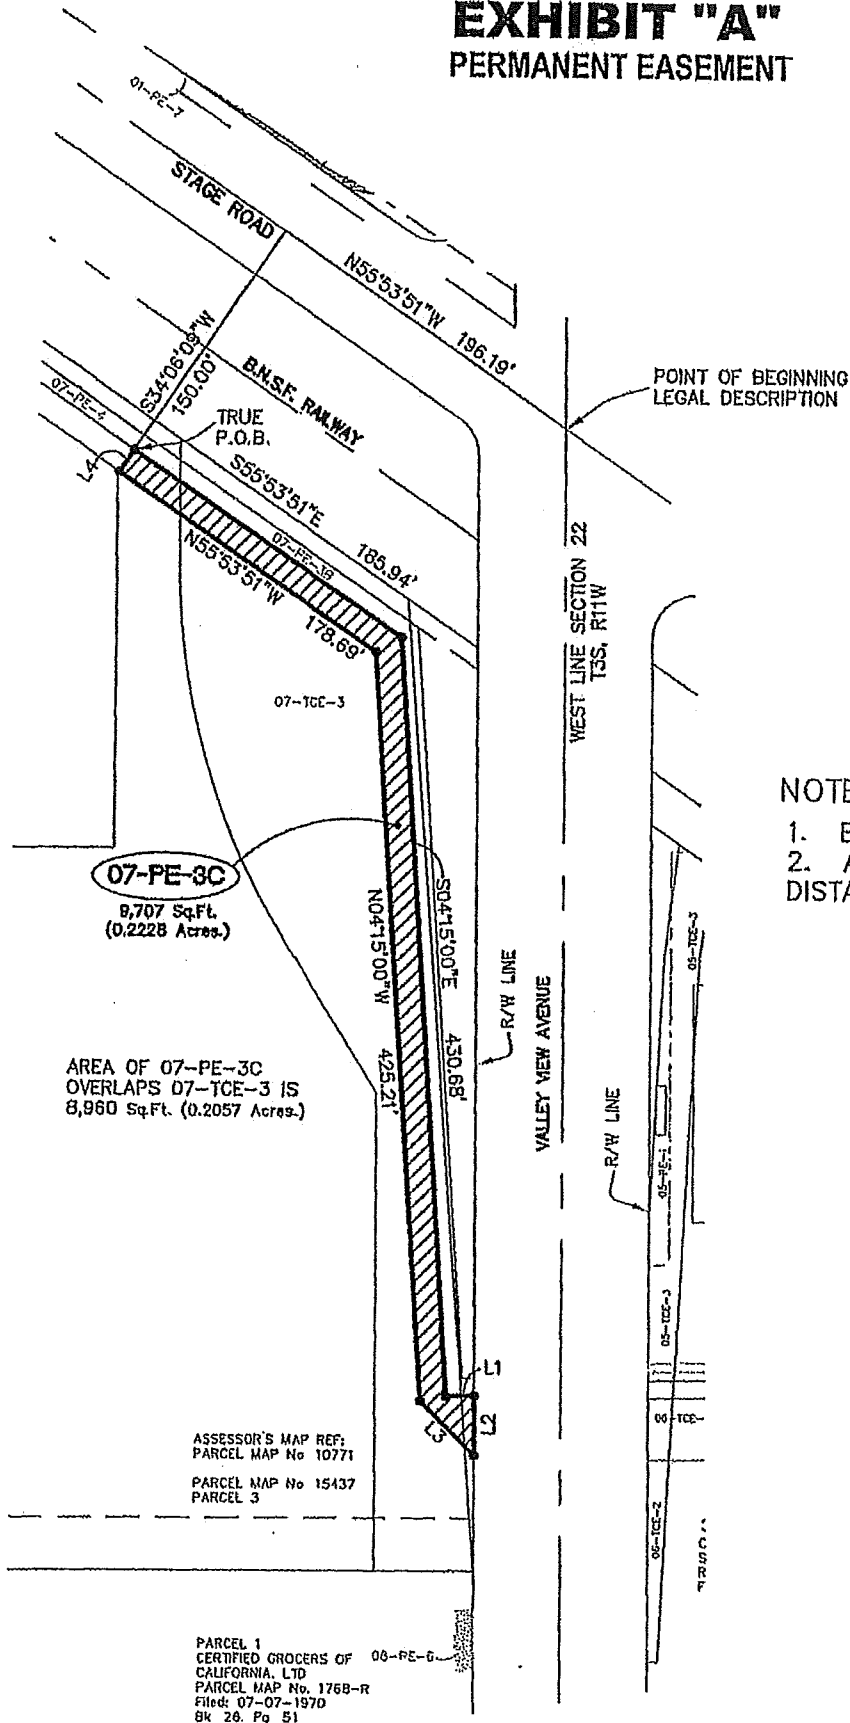 EXHIBIT "A"
PERMANENT EASEMENT
01-PE-7
STAGE ROAD
N55°53'51"W 196.19'
S34°06'09"W
150.00'
B.N.S.F. RAILWAY
POINT OF BEGINNING
LEGAL DESCRIPTION
07-PE-4
TRUE
P.O.B.
L4
S55°53'51"E 185.94'
07-PE-3B
N55°53'51"W 178.69'
WEST LINE SECTION 22
T3S, R11W
07-TCE-3
NOTE
1. E
2. A
DISTA
07-PE-3C
9,707 Sq.Ft.
(0.2228 Acres.)
S04°15'00"E 430.68'
N04°15'00"W 425.21'
R/W LINE
VALLEY VIEW AVENUE
05-TCE-3
AREA OF 07-PE-3C
OVERLAPS 07-TCE-3 IS
8,960 Sq.Ft. (0.2057 Acres.)
R/W LINE
05-PE-1
05-TCE-3
L1
L2
L3
06-TCE-
ASSESSOR'S MAP REF:
PARCEL MAP No 10771
PARCEL MAP No 15437
PARCEL 3
06-TCE-2
C
S
R
F
PARCEL 1
CERTIFIED GROCERS OF
CALIFORNIA, LTD
PARCEL MAP No. 1768-R
Filed: 07-07-1970
Bk 26, Pg 51
08-PE-6